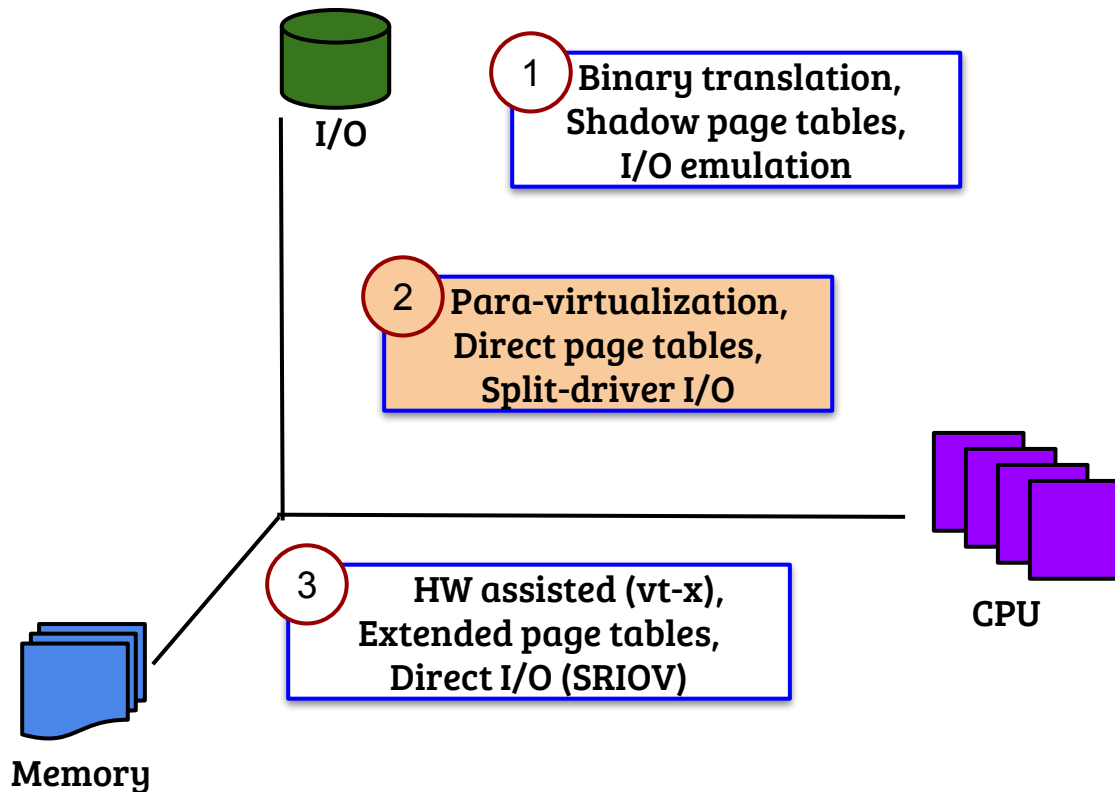 I/O
1
Binary translation,
Shadow page tables,
I/O emulation
2
Para-virtualization,
Direct page tables,
Split-driver I/O
3
HW assisted (vt-x),
Extended page tables,
Direct I/O (SRIOV)
CPU
Memory